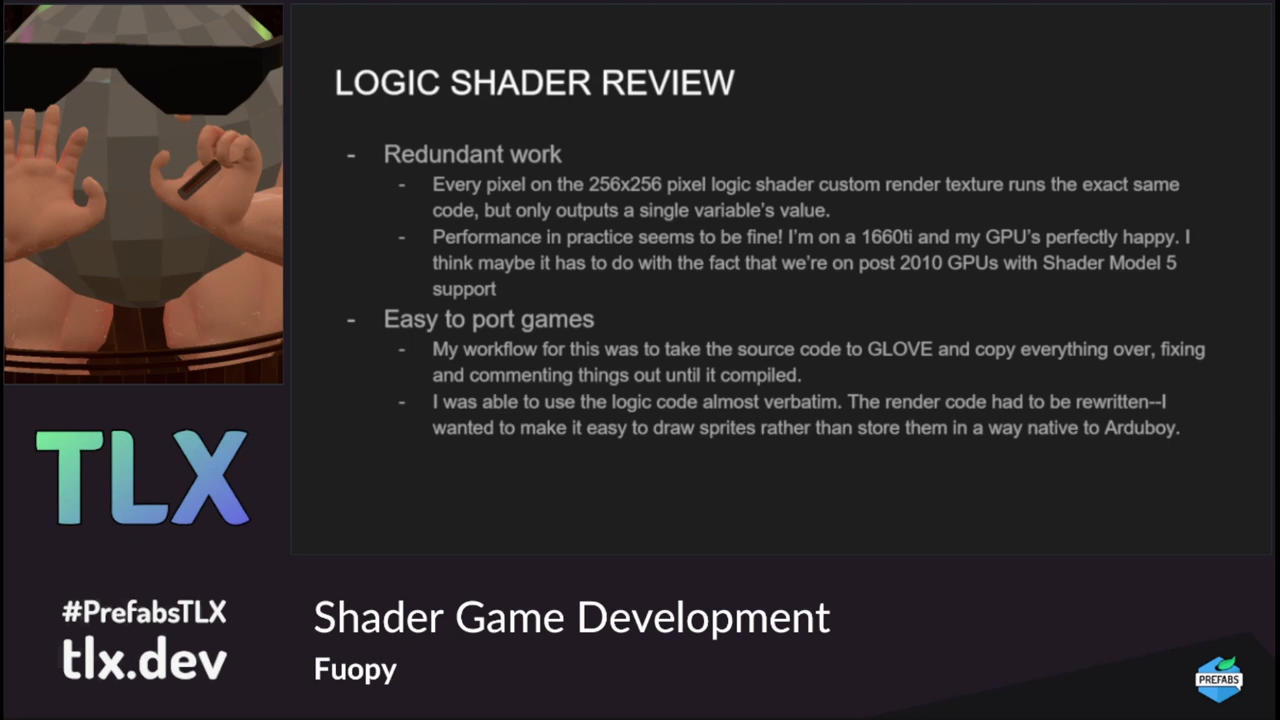 LOGIC SHADER REVIEW
- Redundant work
- Every pixel on the 256x256 pixel logic shader custom render texture runs the exact same
code, but only outputs a single variable's value.
- Performance in practice seems to be fine! I'm on a 1660ti and my GPU's perfectly happy. I
think maybe it has to do with the fact that we're on post 2010 GPUs with Shader Model 5
support
- Easy to port games
- My workflow for this was to take the source code to GLOVE and copy everything over, fixing
and commenting things out until it compiled.
- I was able to use the logic code almost verbatim. The render code had to be rewritten--I
wanted to make it easy to draw sprites rather than store them in a way native to Arduboy.
TLX
#PrefabsTLX
tlx.dev
Shader Game Development
Fuopy
PREFABS